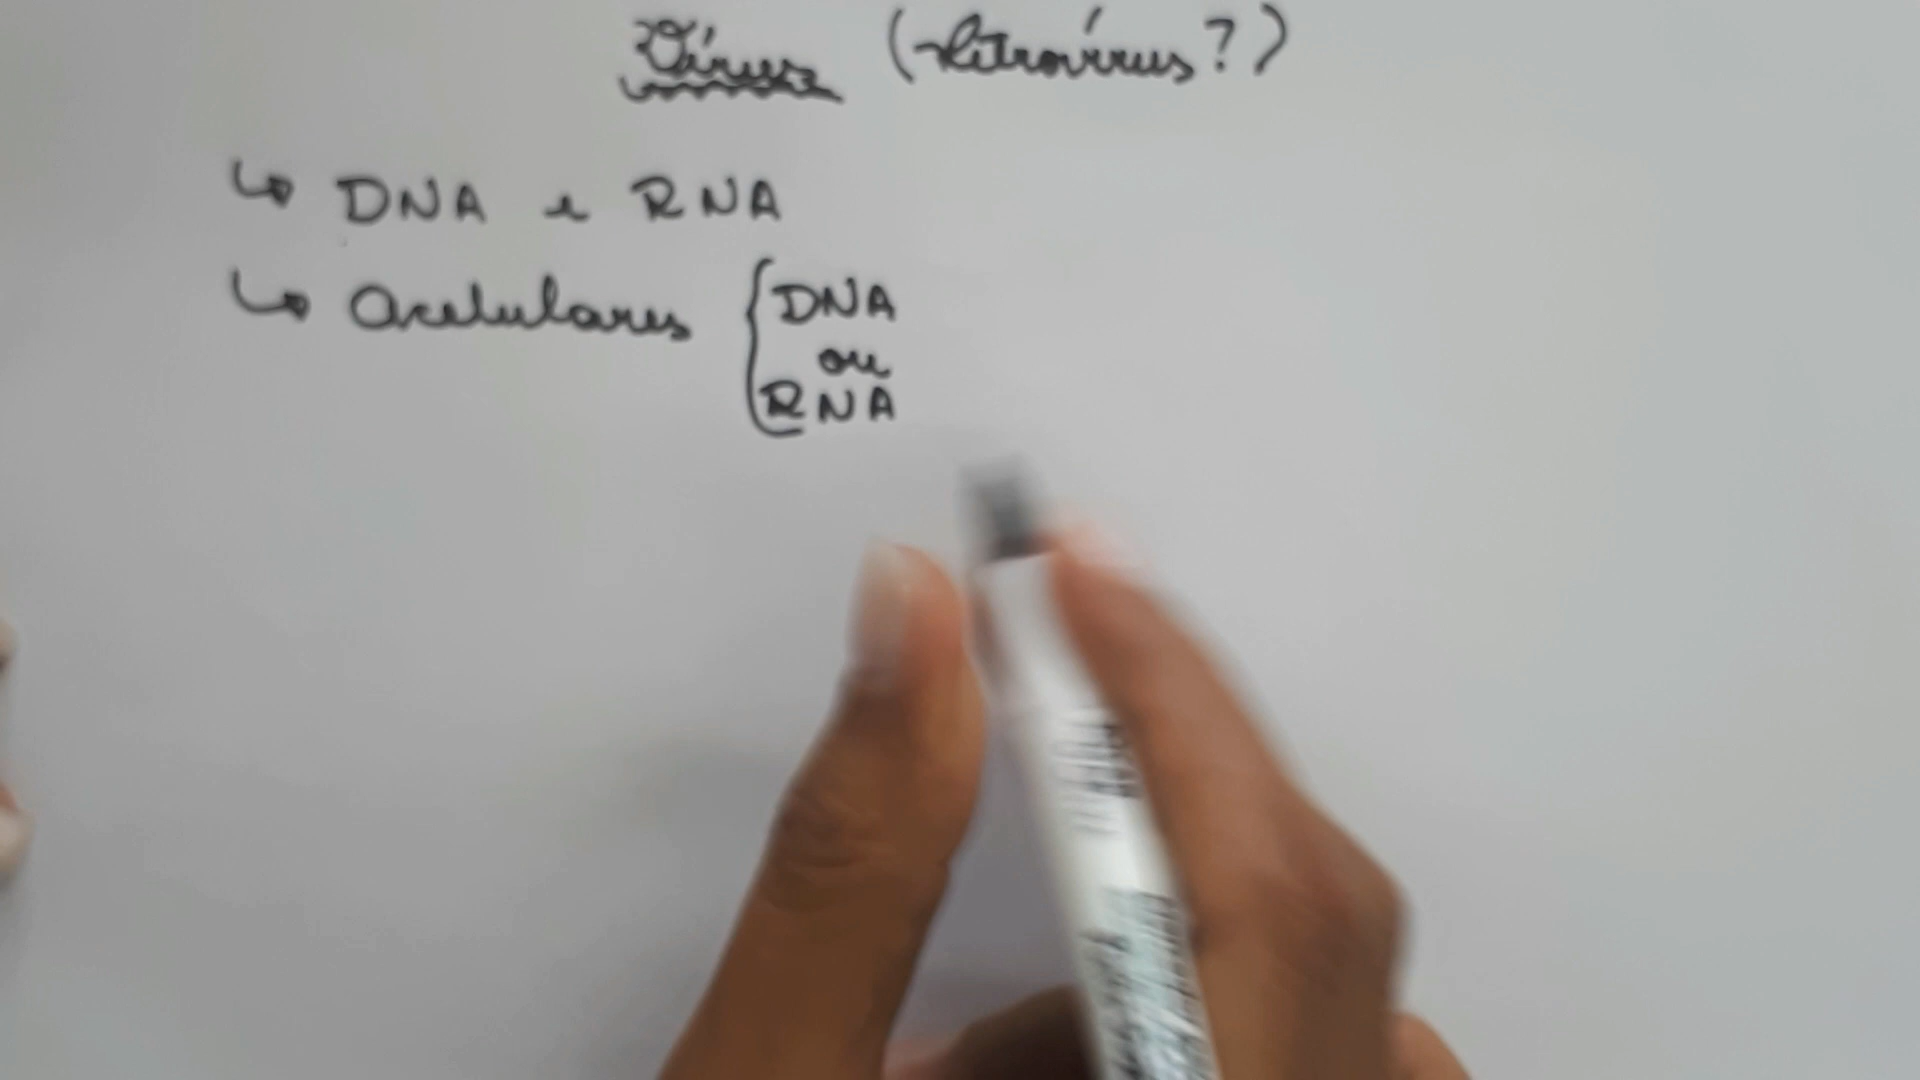 Vírus (retrovírus?)
↳ DNA e RNA
↳ Acelulares { DNA
ou
RNA